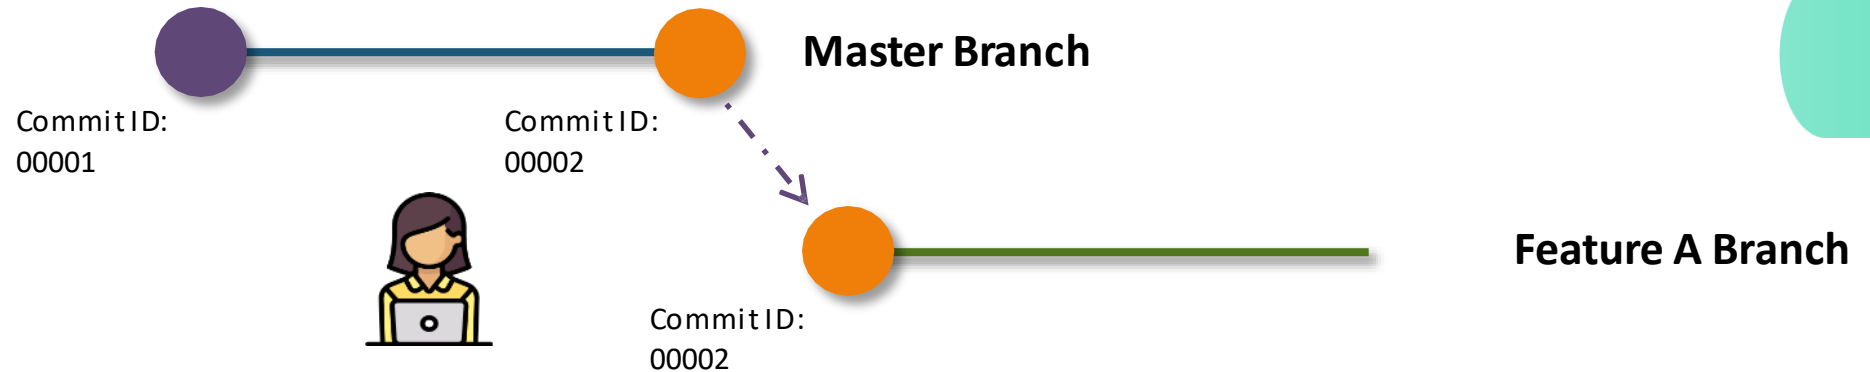 Master Branch
Commit ID:
00001
Commit ID:
00002
Feature A Branch
Commit ID:
00002